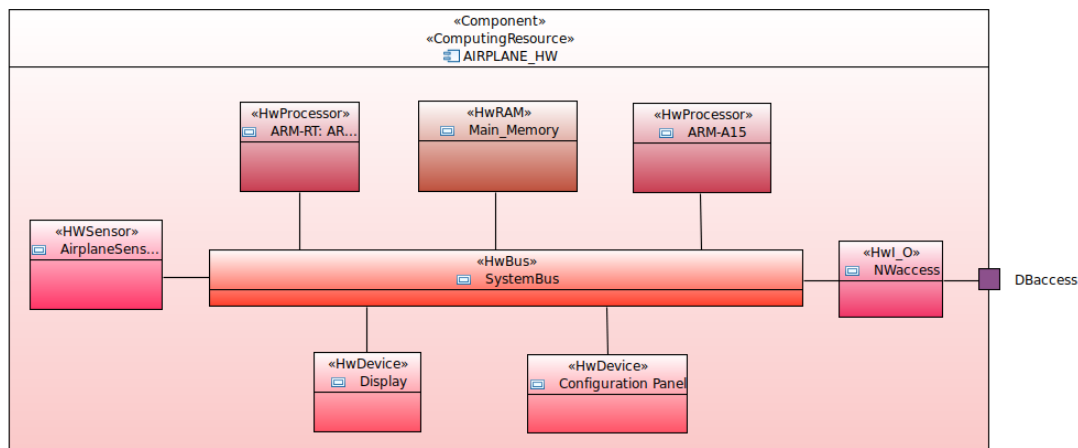 «Component»
«ComputingResource»
AIRPLANE_HW
«HwProcessor»
ARM-RT: AR...
«HwRAM»
Main_Memory
«HwProcessor»
ARM-A15
«HWSensor»
AirplaneSens...
«HwBus»
SystemBus
«HwI_O»
NWaccess
DBaccess
«HwDevice»
Display
«HwDevice»
Configuration Panel